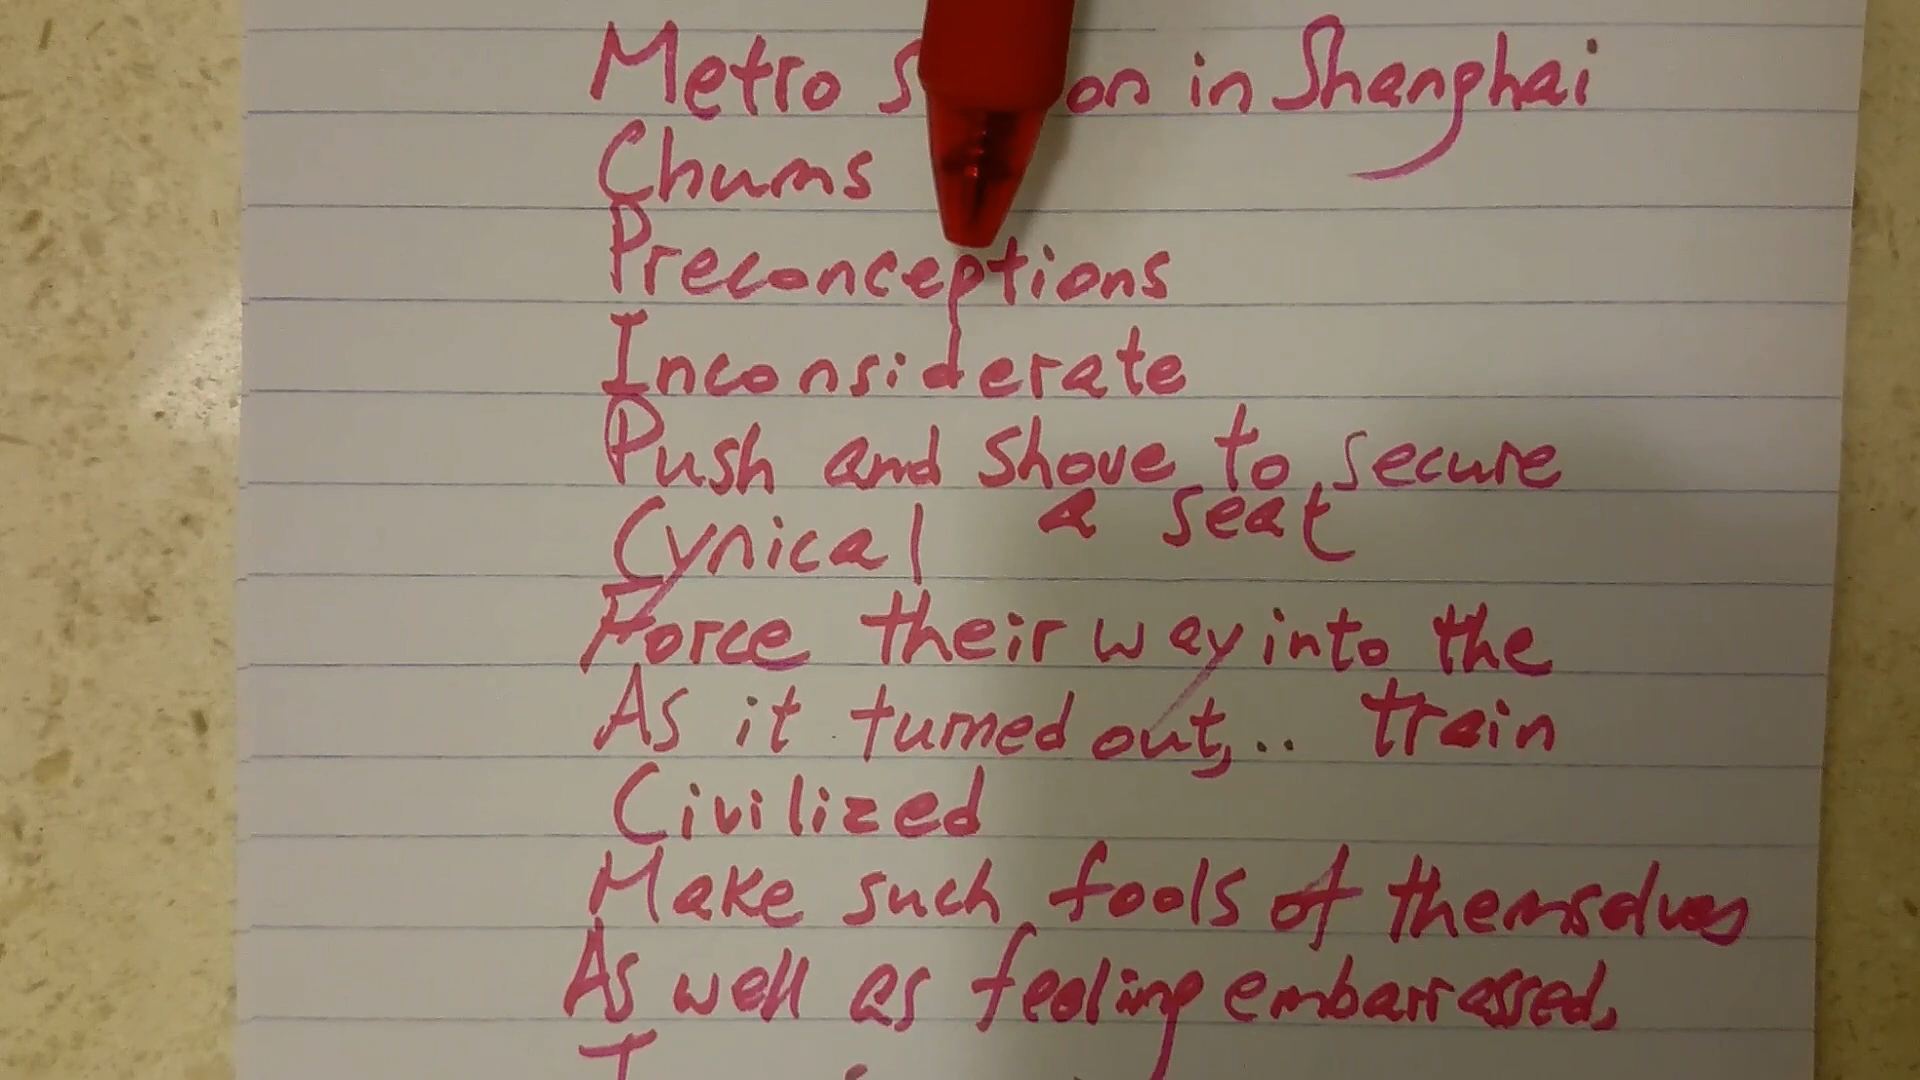 Metro in Shanghai
Chums
Preconceptions
Inconsiderate
Push and shove to secure
a seat
Cynical
Force their way into the
train
As it turned out,..
Civilized
Make such fools of themselves
As well as feeling embarrassed,